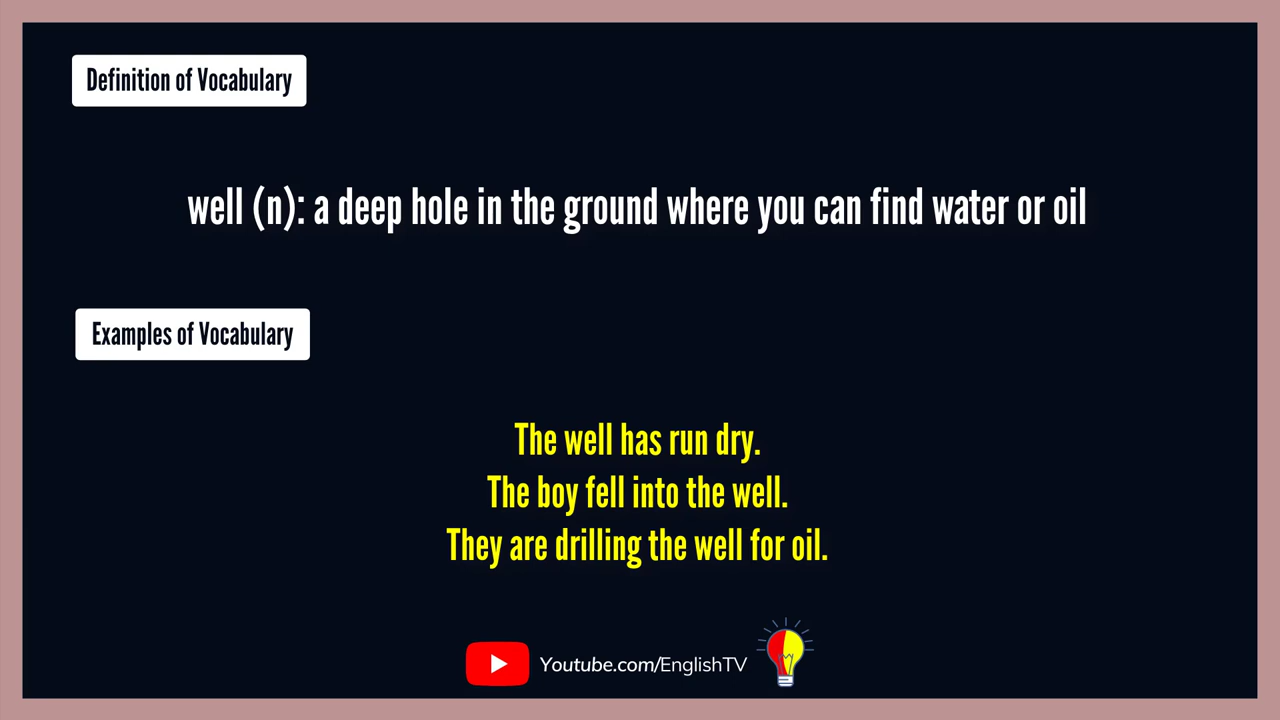 Definition of Vocabulary
well (n): a deep hole in the ground where you can find water or oil
Examples of Vocabulary
The well has run dry.
The boy fell into the well.
They are drilling the well for oil.
Youtube.com/EnglishTV